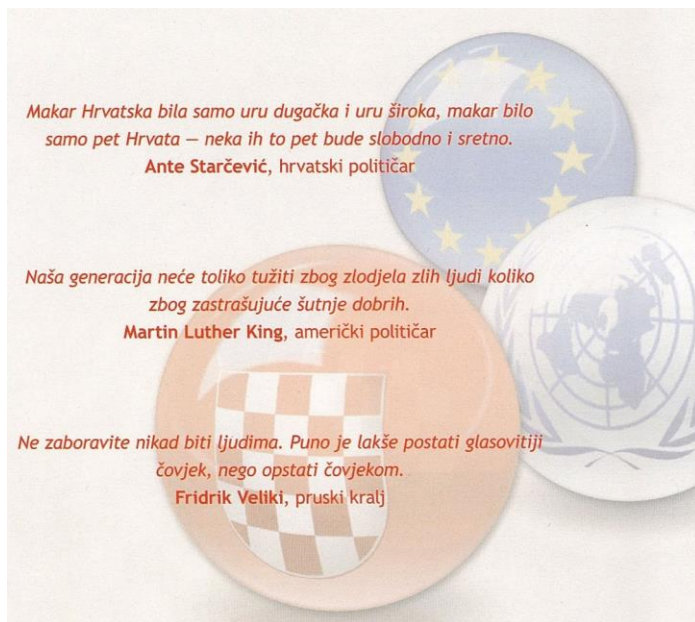 Makar Hrvatska bila samo uru dugačka i uru široka, makar bilo
samo pet Hrvata — neka ih to pet bude slobodno i sretno.
Ante Starčević, hrvatski političar
Naša generacija neće toliko tužiti zbog zlodjela zlih ljudi koliko
zbog zastrašujuće šutnje dobrih.
Martin Luther King, američki političar
Ne zaboravite nikad biti ljudima. Puno je lakše postati glasovitiji
čovjek, nego opstati čovjekom.
Fridrik Veliki, pruski kralj